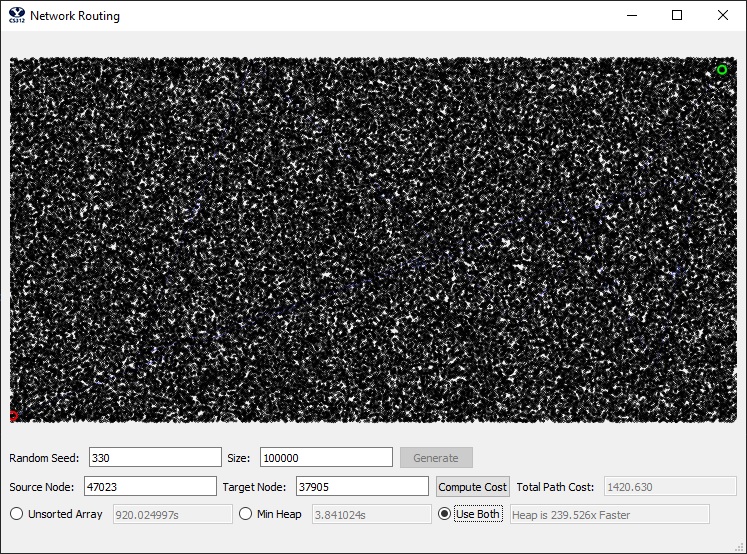 CS312 Network Routing
Random Seed: 330 Size: 100000 Generate
Source Node: 47023 Target Node: 37905 Compute Cost Total Path Cost: 1420.630
Unsorted Array 920.024997s Min Heap 3.841024s Use Both Heap is 239.526x Faster